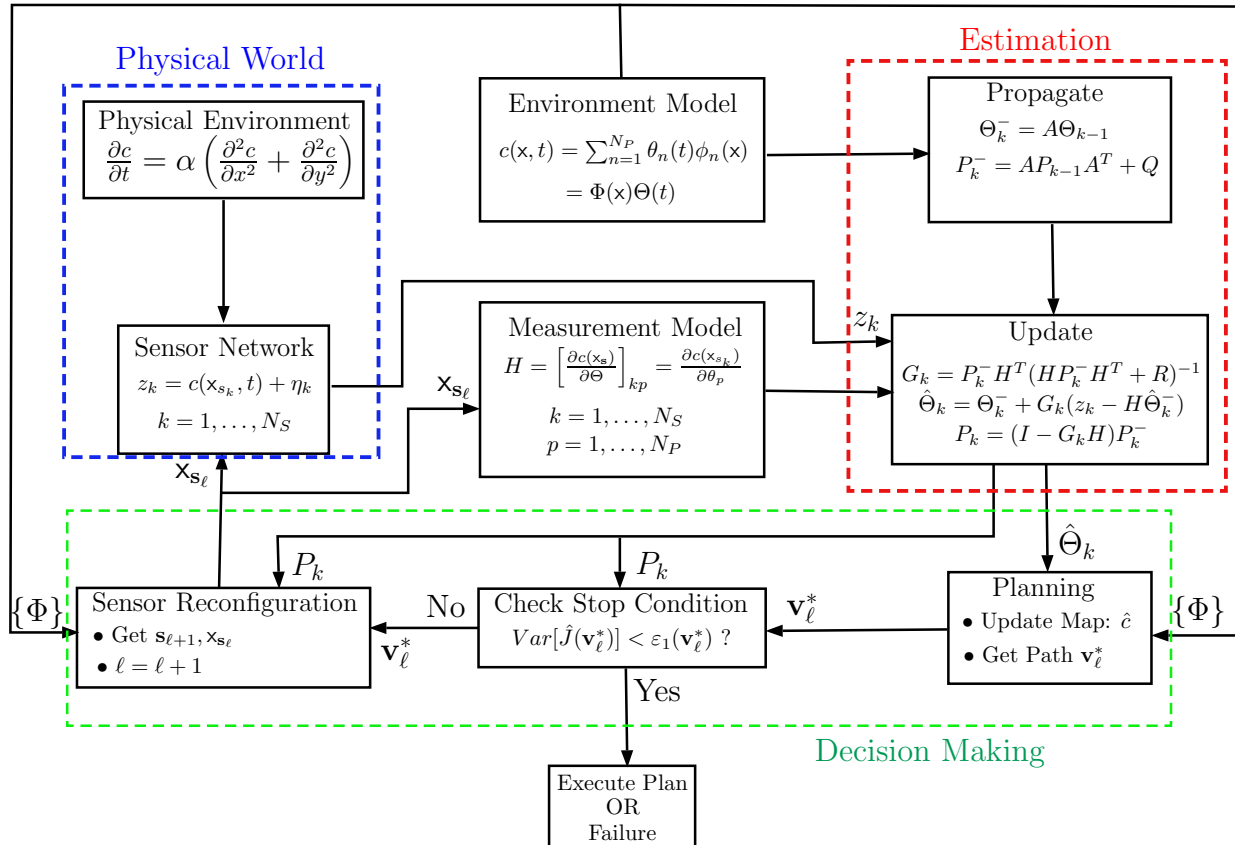 Physical World
Physical Environment
∂c/∂t = α (∂²c/∂x² + ∂²c/∂y²)
Environment Model
c(x, t) = ∑_{n=1}^{N_P} θ_n(t)φ_n(x)
= Φ(x)Θ(t)
Estimation
Propagate
Θ_k^- = AΘ_{k-1}
P_k^- = AP_{k-1}A^T + Q
Sensor Network
z_k = c(x_{s_k}, t) + η_k
k = 1, . . . , N_S
x_{s_ℓ}
x_{s_ℓ}
Measurement Model
H = [∂c(x_s)/∂Θ]_{kp} = ∂c(x_{s_k})/∂θ_p
k = 1, . . . , N_S
p = 1, . . . , N_P
z_k
Update
G_k = P_k^- H^T(HP_k^- H^T + R)^{-1}
Θ̂_k = Θ_k^- + G_k(z_k - HΘ̂_k^-)
P_k = (I - G_kH)P_k^-
{Φ}
P_k
Sensor Reconfiguration
• Get s_{ℓ+1}, x_{s_ℓ}
• ℓ = ℓ + 1
No
v_ℓ^*
P_k
Check Stop Condition
Var[Ĵ(v_ℓ^*)] < ε_1(v_ℓ^*) ?
Yes
v_ℓ^*
Θ̂_k
Planning
• Update Map: ĉ
• Get Path v_ℓ^*
{Φ}
Decision Making
Execute Plan
OR
Failure